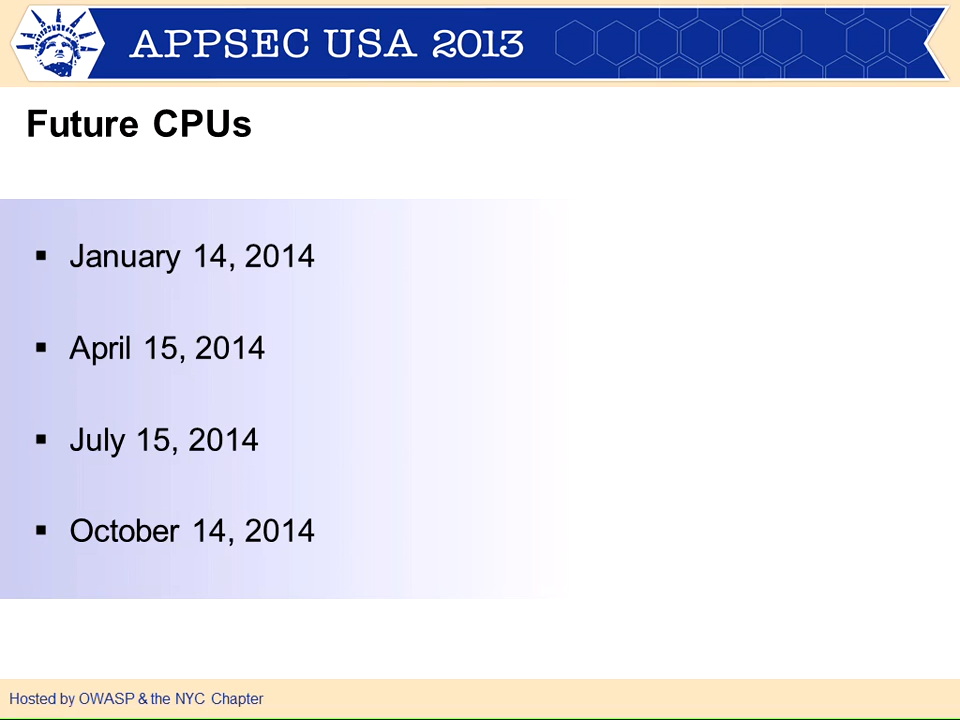 APPSEC USA 2013
Future CPUs
▪ January 14, 2014
▪ April 15, 2014
▪ July 15, 2014
▪ October 14, 2014
Hosted by OWASP & the NYC Chapter